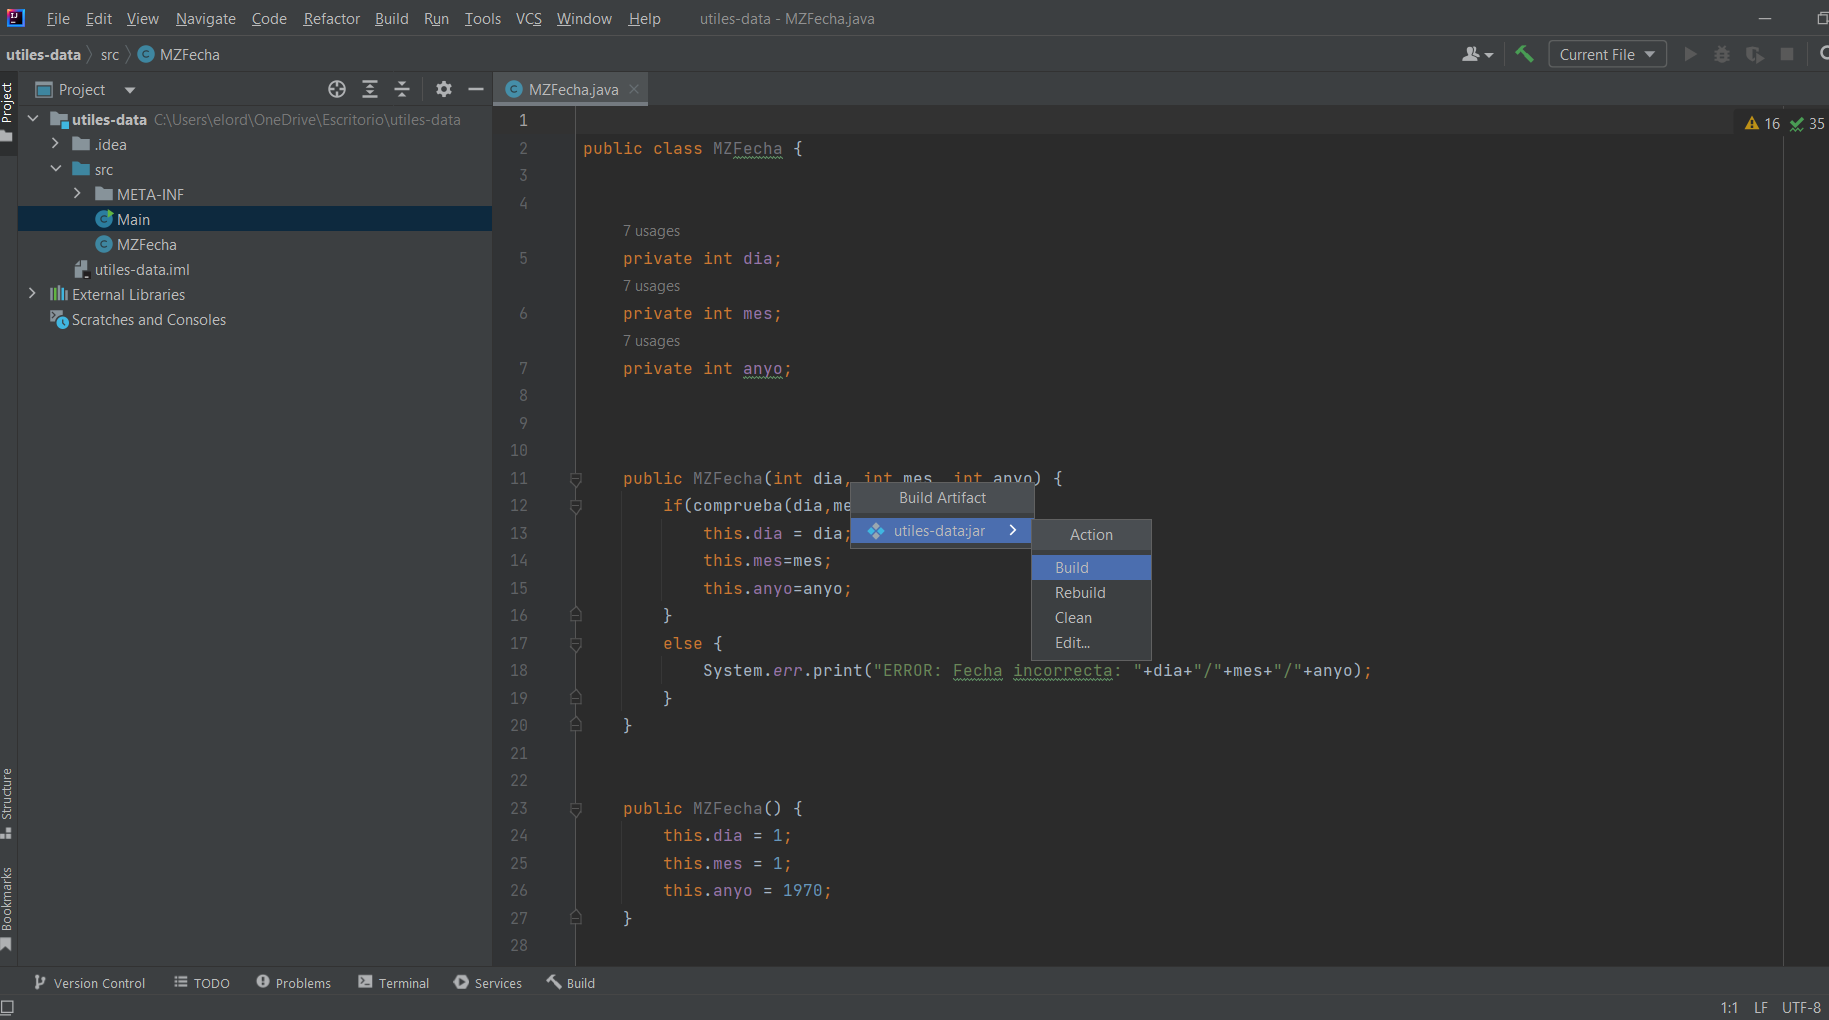 File Edit View Navigate Code Refactor Build Run Tools VCS Window Help utiles-data - MZFecha.java
utiles-data src MZFecha Current File
Project
Project
MZFecha.java
utiles-data C:\Users\elord\OneDrive\Escritorio\utiles-data
.idea
src
META-INF
Main
MZFecha
utiles-data.iml
External Libraries
Scratches and Consoles
16 35
1
2 public class MZFecha {
3
4
7 usages
5 private int dia;
7 usages
6 private int mes;
7 usages
7 private int anyo;
8
9
10
11 public MZFecha(int dia, int mes, int anyo) {
12 if(comprueba(dia,me
13 this.dia = dia;
14 this.mes=mes;
15 this.anyo=anyo;
16 }
17 else {
18 System.err.print("ERROR: Fecha incorrecta: "+dia+"/"+mes+"/"+anyo);
19 }
20 }
21
22
23 public MZFecha() {
24 this.dia = 1;
25 this.mes = 1;
26 this.anyo = 1970;
27 }
28
Build Artifact
utiles-data:jar
Action
Build
Rebuild
Clean
Edit...
Structure
Bookmarks
Version Control TODO Problems Terminal Services Build
1:1 LF UTF-8